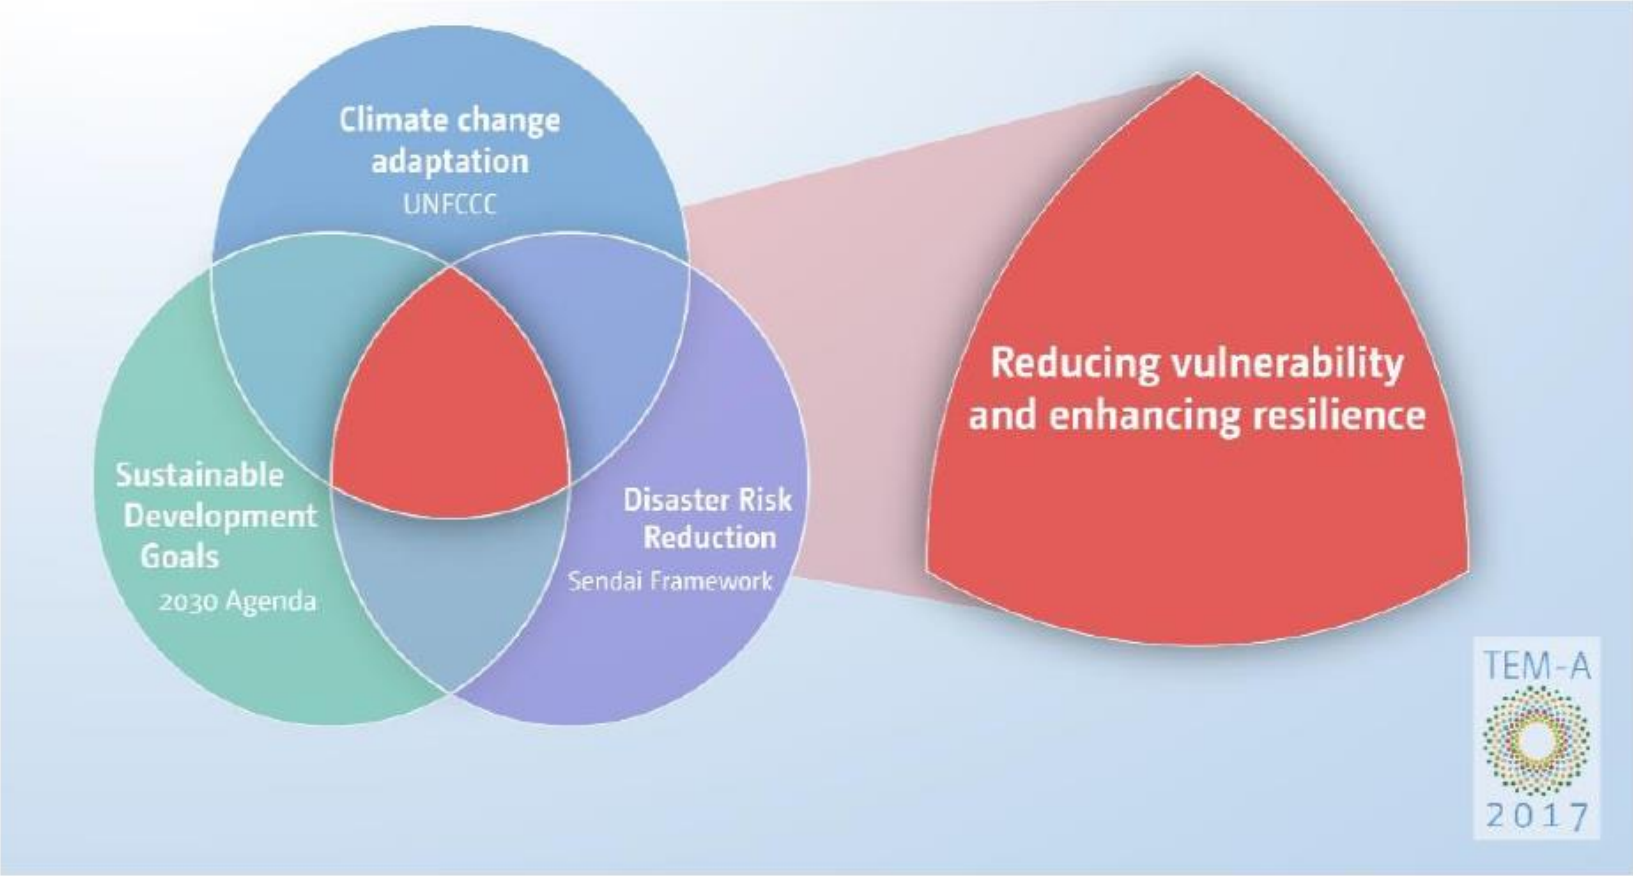 Climate change
adaptation
UNFCCC
Sustainable
Development
Goals
2030 Agenda
Disaster Risk
Reduction
Sendai Framework
Reducing vulnerability
and enhancing resilience
TEM-A
2017